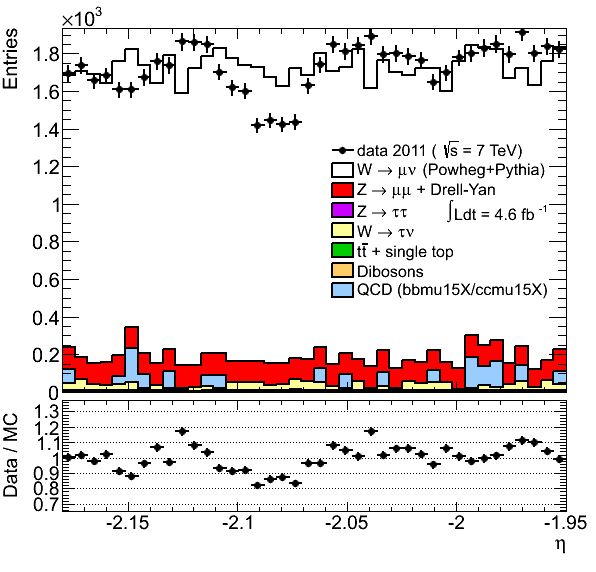 ×10³
Entries
1.8
1.6
1.4
1.2
1
0.8
0.6
0.4
0.2
0
data 2011 ( √s = 7 TeV)
W → μν (Powheg+Pythia)
Z → μμ + Drell-Yan
Z → ττ ∫Ldt = 4.6 fb⁻¹
W → τν
tt̅ + single top
Dibosons
QCD (bbmu15X/ccmu15X)
Data / MC
1.3
1.2
1.1
1
0.9
0.8
0.7
-2.15 -2.1 -2.05 -2 -1.95
η